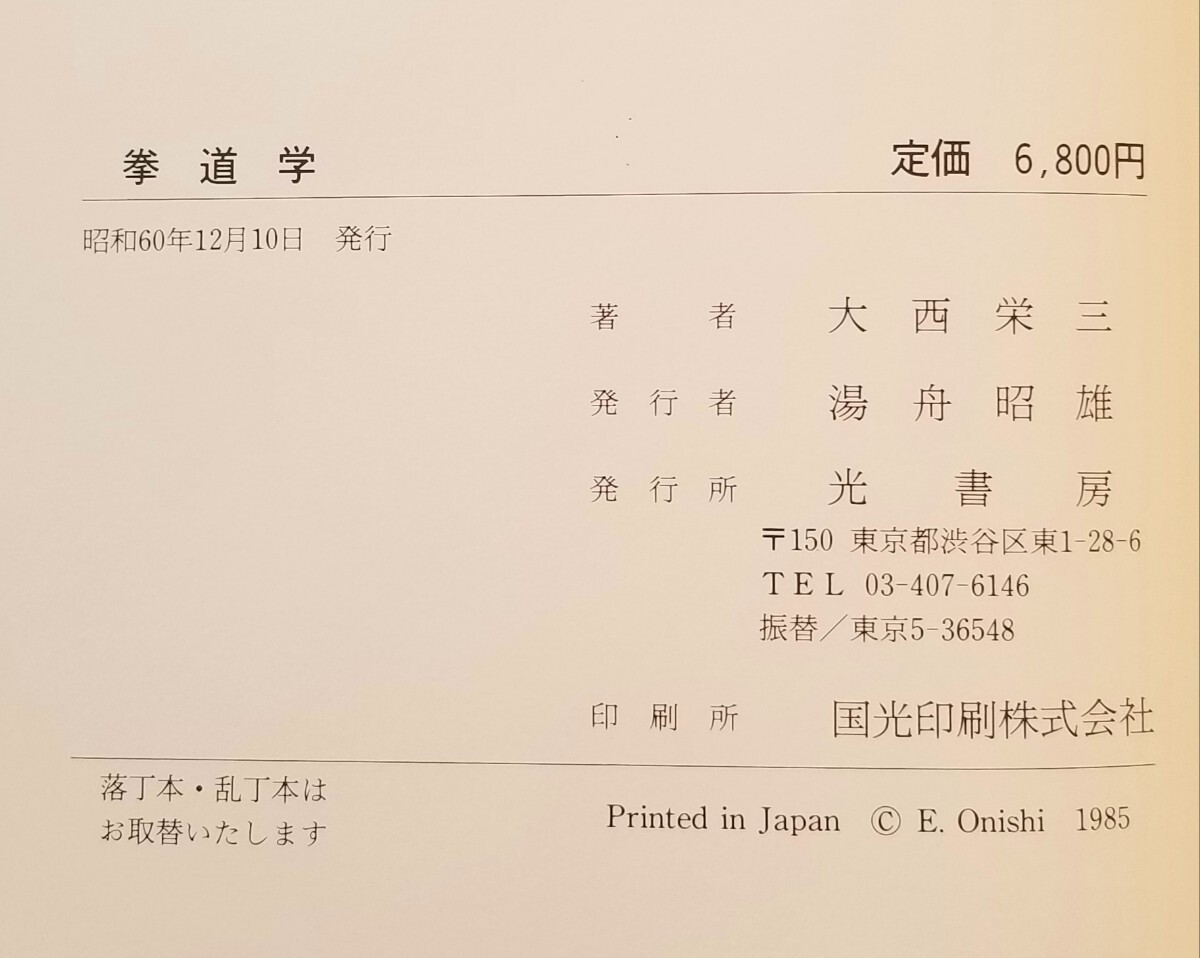 拳道学 定価 6,800円
昭和60年12月10日 発行
著者 大西栄三
発行者 湯舟昭雄
発行所 光書房
〒150 東京都渋谷区東1-28-6
TEL 03-407-6146
振替／東京5-36548
印刷所 国光印刷株式会社
落丁本・乱丁本は
お取替いたします
Printed in Japan © E. Onishi 1985